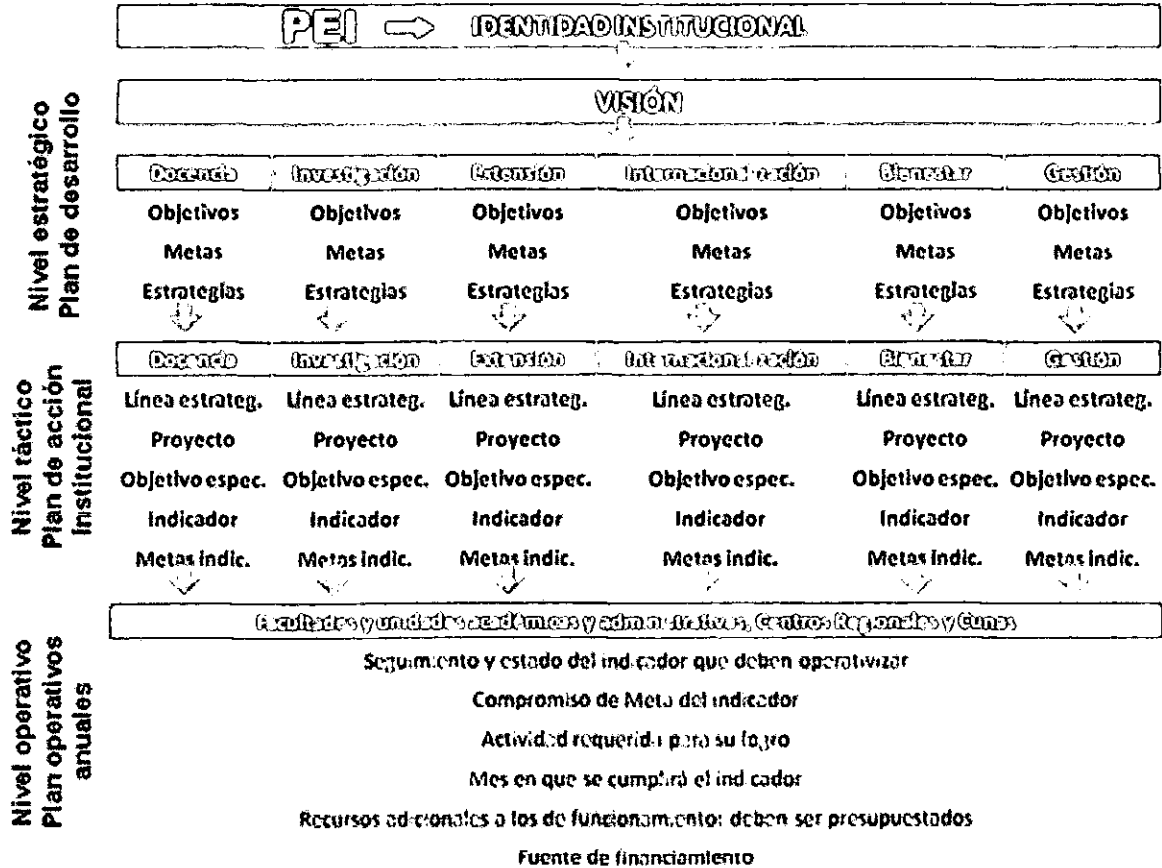 PEI IDENTIDAD INSTITUCIONAL
VISIÓN
Nivel estratégico
Plan de desarrollo
Docencia Investigación Extensión Internacionalización Bienestar Gestión
Objetivos Objetivos Objetivos Objetivos Objetivos Objetivos
Metas Metas Metas Metas Metas Metas
Estrategias Estrategias Estrategias Estrategias Estrategias Estrategias
Nivel táctico
Plan de acción
Institucional
Docencia Investigación Extensión Internacionalización Bienestar Gestión
Línea estrateg. Línea estrateg. Línea estrateg. Línea estrateg. Línea estrateg. Línea estrateg.
Proyecto Proyecto Proyecto Proyecto Proyecto Proyecto
Objetivo espec. Objetivo espec. Objetivo espec. Objetivo espec. Objetivo espec. Objetivo espec.
Indicador Indicador Indicador Indicador Indicador Indicador
Metas indic. Metas indic. Metas indic. Metas indic. Metas indic. Metas indic.
Nivel operativo
Plan operativos
anuales
Facultades y unidades académicas y administrativas, Centros Regionales y Cunas
Seguimiento y estado del indicador que deben operativizar
Compromiso de Meta del indicador
Actividad requerida para su logro
Mes en que se cumplirá el indicador
Recursos adicionales a los de funcionamiento: deben ser presupuestados
Fuente de financiamiento